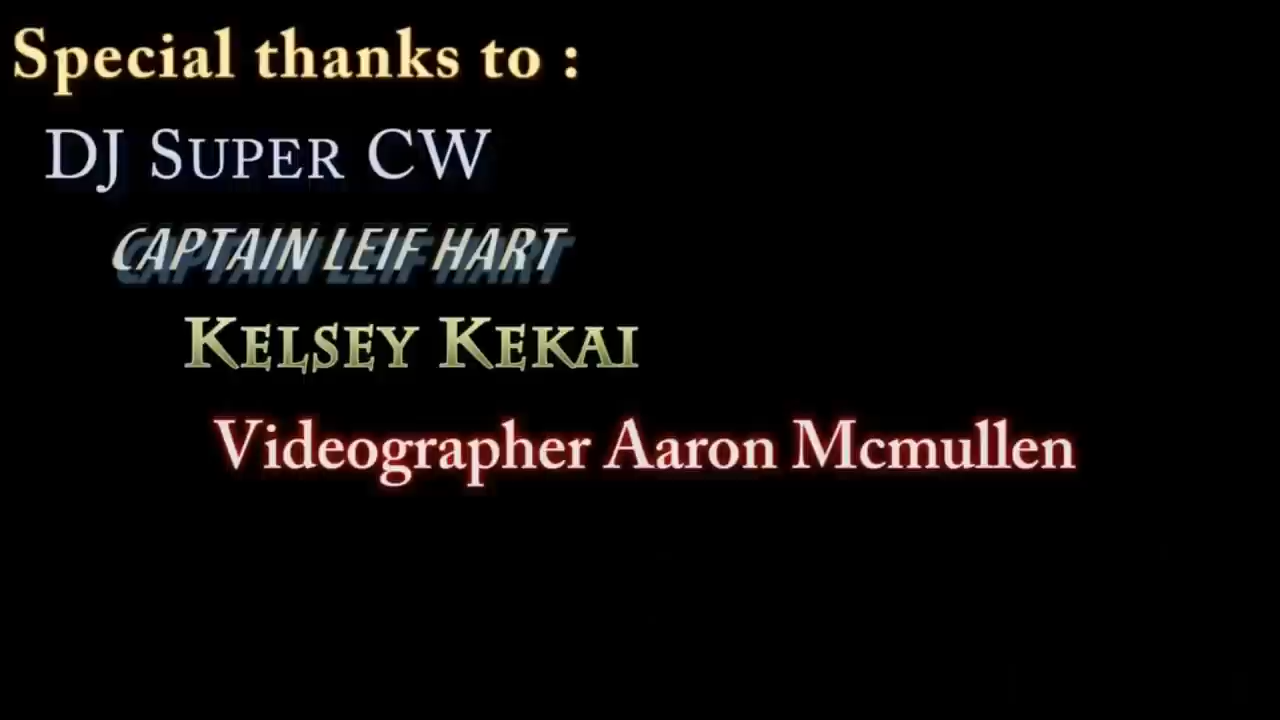 Special thanks to :
DJ SUPER CW
CAPTAIN LEIF HART
KELSEY KEKAI
Videographer Aaron Mcmullen